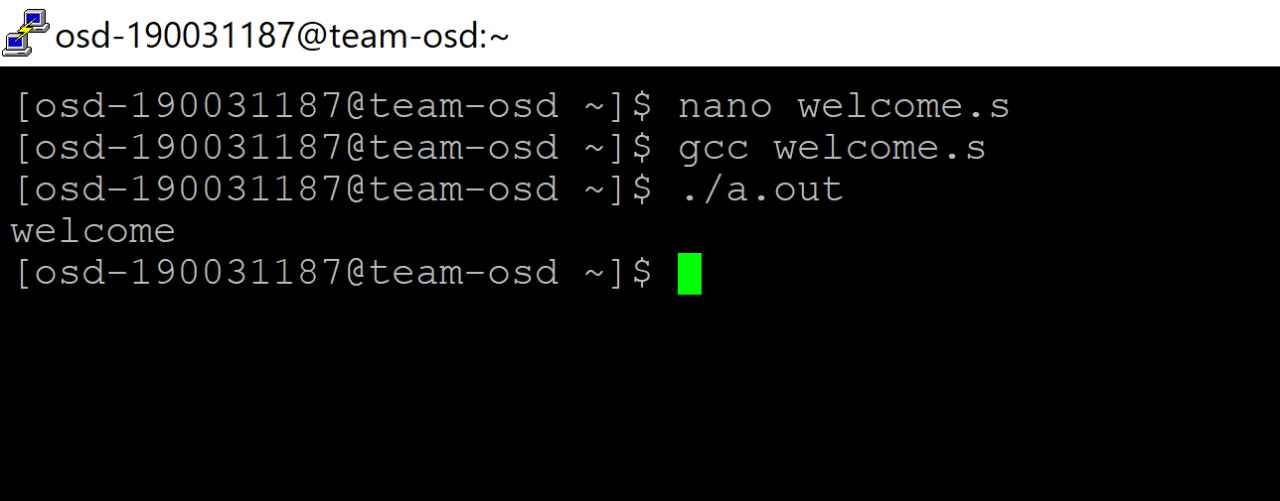 osd-190031187@team-osd:~
[osd-190031187@team-osd ~]$ nano welcome.s
[osd-190031187@team-osd ~]$ gcc welcome.s
[osd-190031187@team-osd ~]$ ./a.out
welcome
[osd-190031187@team-osd ~]$